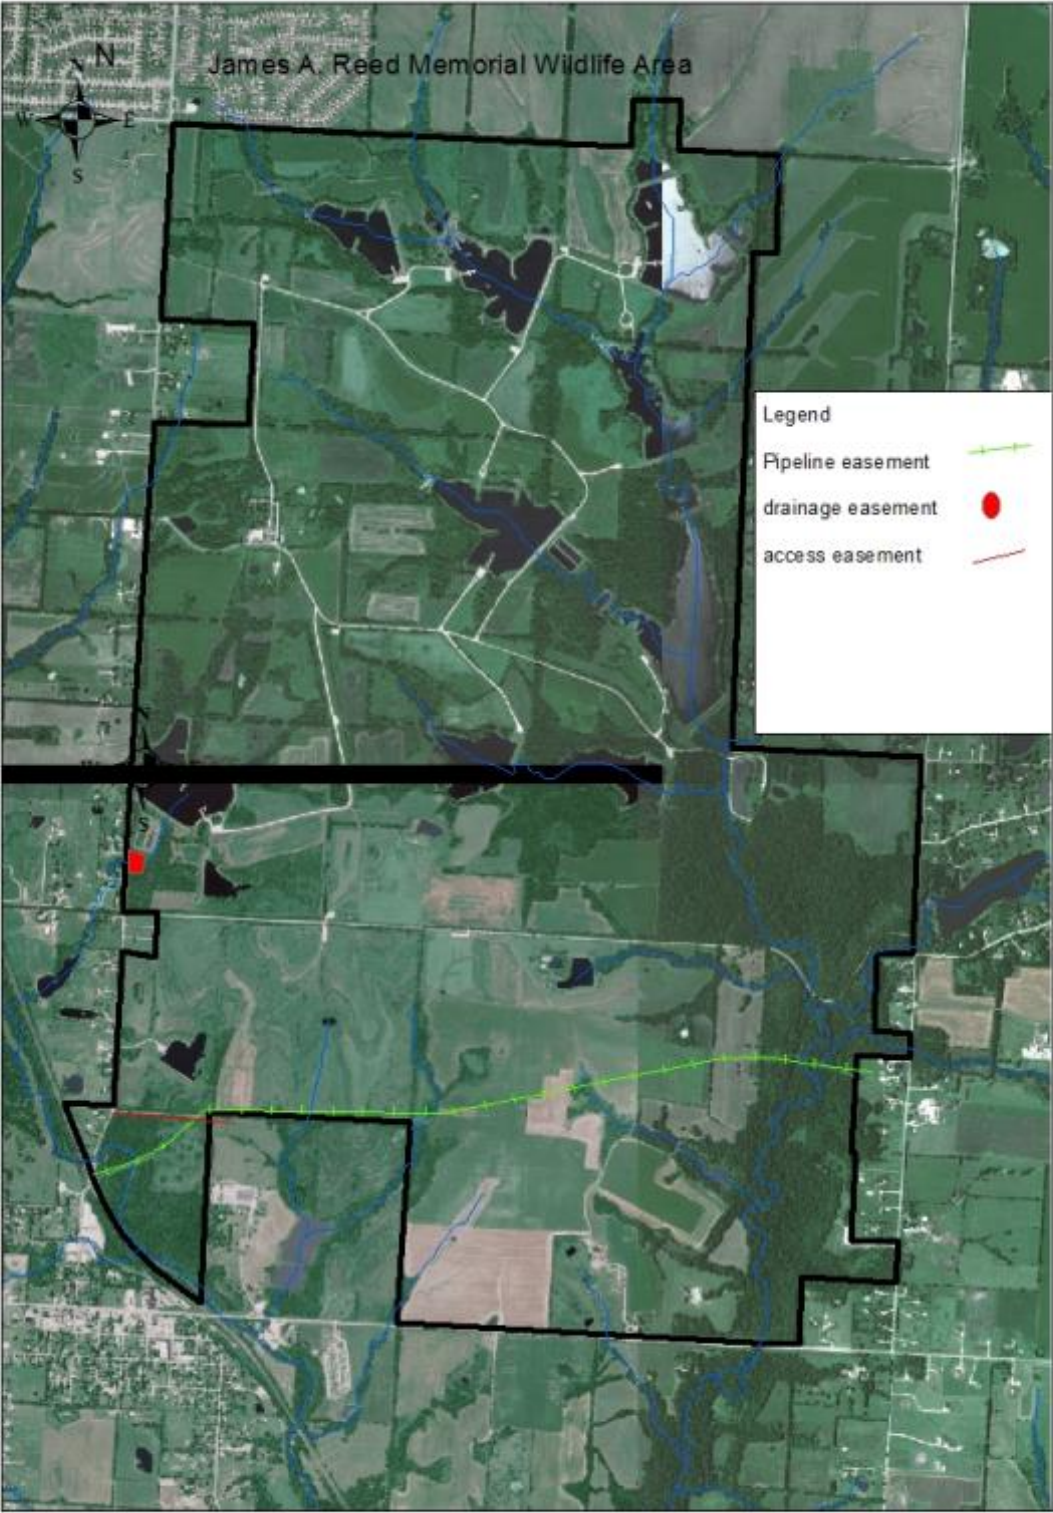 James A. Reed Memorial Wildlife Area
N
W E
S
Legend
Pipeline easement
drainage easement
access easement
S